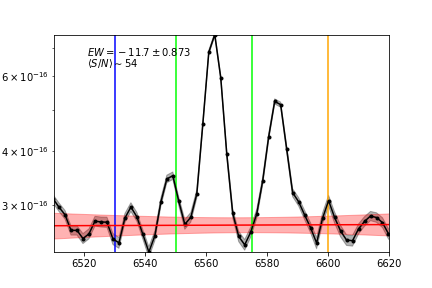 EW = −11.7 ± 0.873
⟨S/N⟩ ~ 54
6 × 10⁻¹⁶
4 × 10⁻¹⁶
3 × 10⁻¹⁶
6520 6540 6560 6580 6600 6620